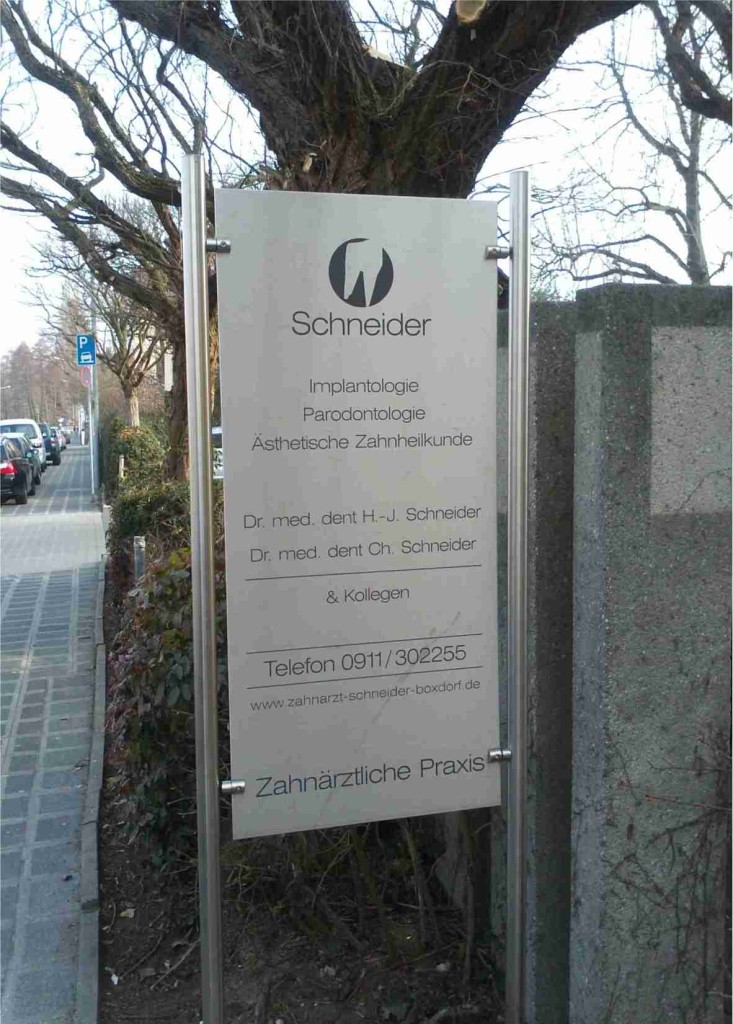 P
Schneider
Implantologie
Parodontologie
Ästhetische Zahnheilkunde
Dr. med. dent H.-J. Schneider
Dr. med. dent Ch. Schneider
& Kollegen
Telefon 0911/302255
www.zahnarzt-schneider-boxdorf.de
Zahnärztliche Praxis